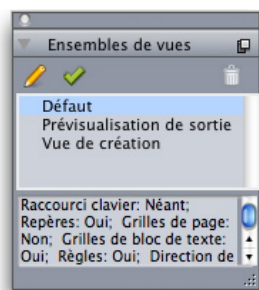 Ensembles de vues
Défaut
Prévisualisation de sortie
Vue de création
Raccourci clavier: Néant;
Repères: Oui; Grilles de page:
Non; Grilles de bloc de texte:
Oui; Règles: Oui; Direction de